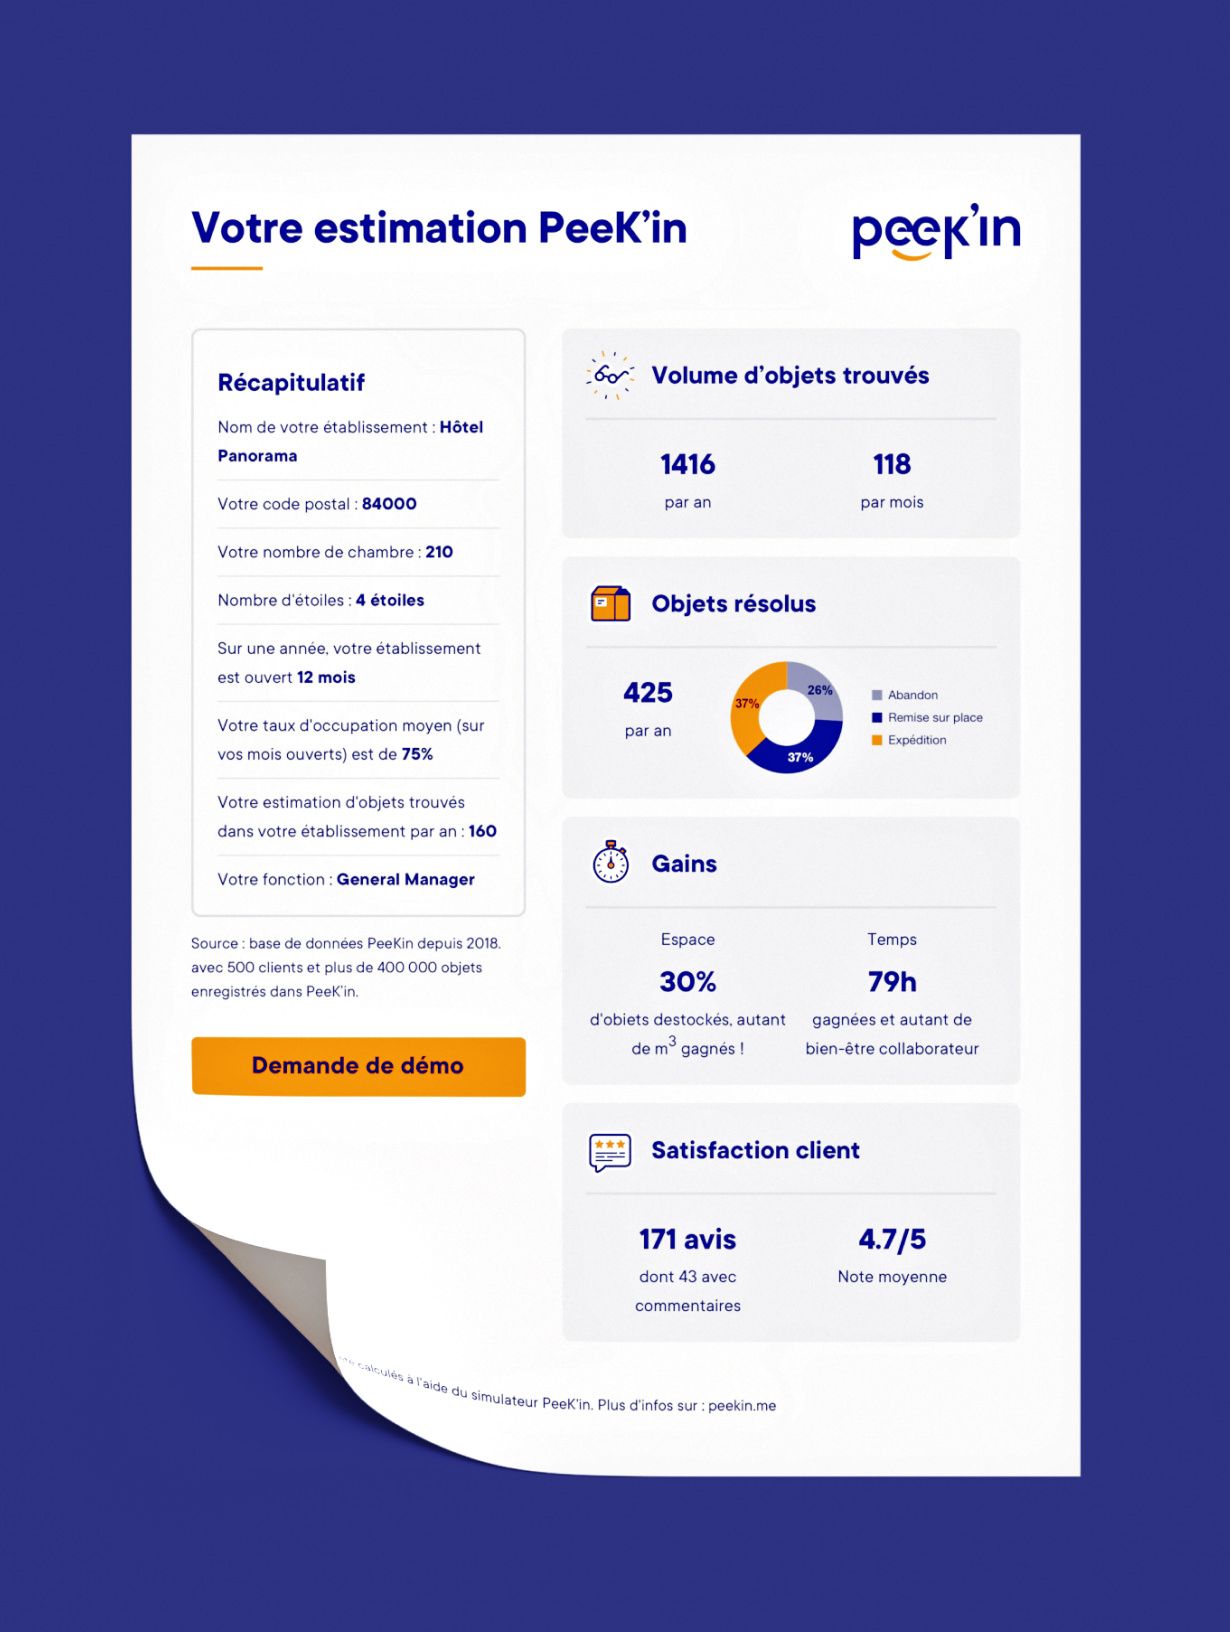 Votre estimation PeeK'in
peek'in
Récapitulatif
Nom de votre établissement : Hôtel
Panorama
Votre code postal : 84000
Votre nombre de chambre : 210
Nombre d'étoiles : 4 étoiles
Sur une année, votre établissement
est ouvert 12 mois
Votre taux d'occupation moyen (sur
vos mois ouverts) est de 75%
Votre estimation d'objets trouvés
dans votre établissement par an : 160
Votre fonction : General Manager
Source : base de données PeeKin depuis 2018.
avec 500 clients et plus de 400 000 objets
enregistrés dans PeeK'in.
Demande de démo
Volume d'objets trouvés
1416
par an
118
par mois
Objets résolus
425
par an
37%
26%
37%
Abandon
Remise sur place
Expédition
Gains
Espace
30%
d'obiets destockés, autant
de m³ gagnés !
Temps
79h
gagnées et autant de
bien-être collaborateur
Satisfaction client
171 avis
dont 43 avec
commentaires
4.7/5
Note moyenne
calculés à l'aide du simulateur PeeK'in. Plus d'infos sur : peekin.me